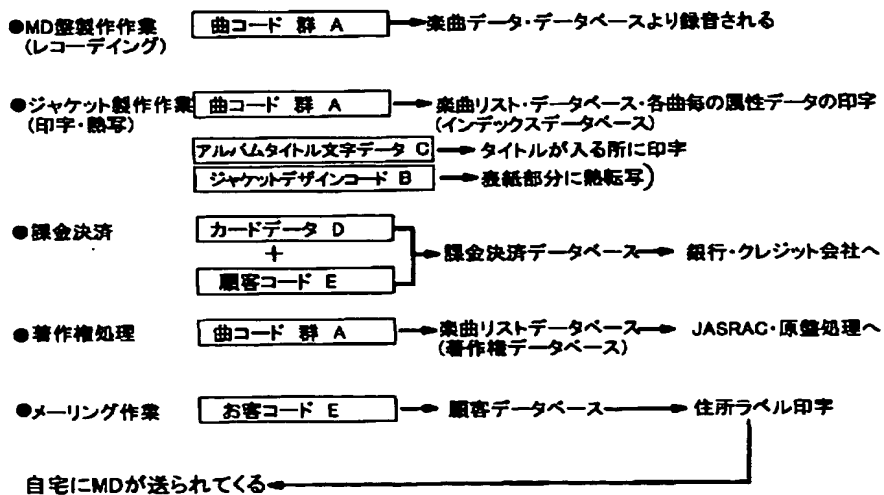 ●MD盤製作作業 曲コード 群 A 楽曲データ・データベースより録音される
(レコーデイング)
●ジャケット製作作業 曲コード 群 A 楽曲リスト・データベース・各曲毎の属性データの印字
(印字・熱写) (インデックスデータベース)
アルバムタイトル文字データ C タイトルが入る所に印字
ジャケットデザインコード B 表紙部分に熱転写)
●課金決済 カードデータ D
+
課金決済データベース 銀行・クレジット会社へ
顧客コード E
●著作権処理 曲コード 群 A 楽曲リストデータベース JASRAC・原盤処理へ
(著作権データベース)
●メーリング作業 お客コード E 顧客データベース 住所ラベル印字
自宅にMDが送られてくる